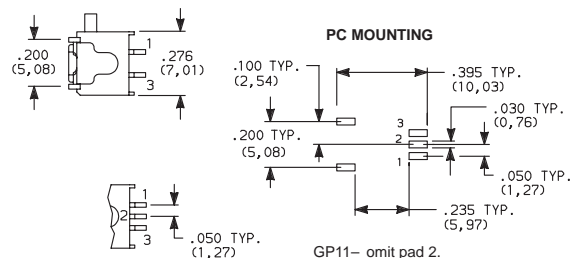 PC MOUNTING
.200
(5,08)
1
3
.276
(7,01)
.100 TYP.
(2,54)
.395 TYP.
(10,03)
.030 TYP.
(0,76)
3
2
1
.200 TYP.
(5,08)
.050 TYP.
(1,27)
.235 TYP.
(5,97)
1
2
3
.050 TYP.
(1,27)
GP11– omit pad 2.